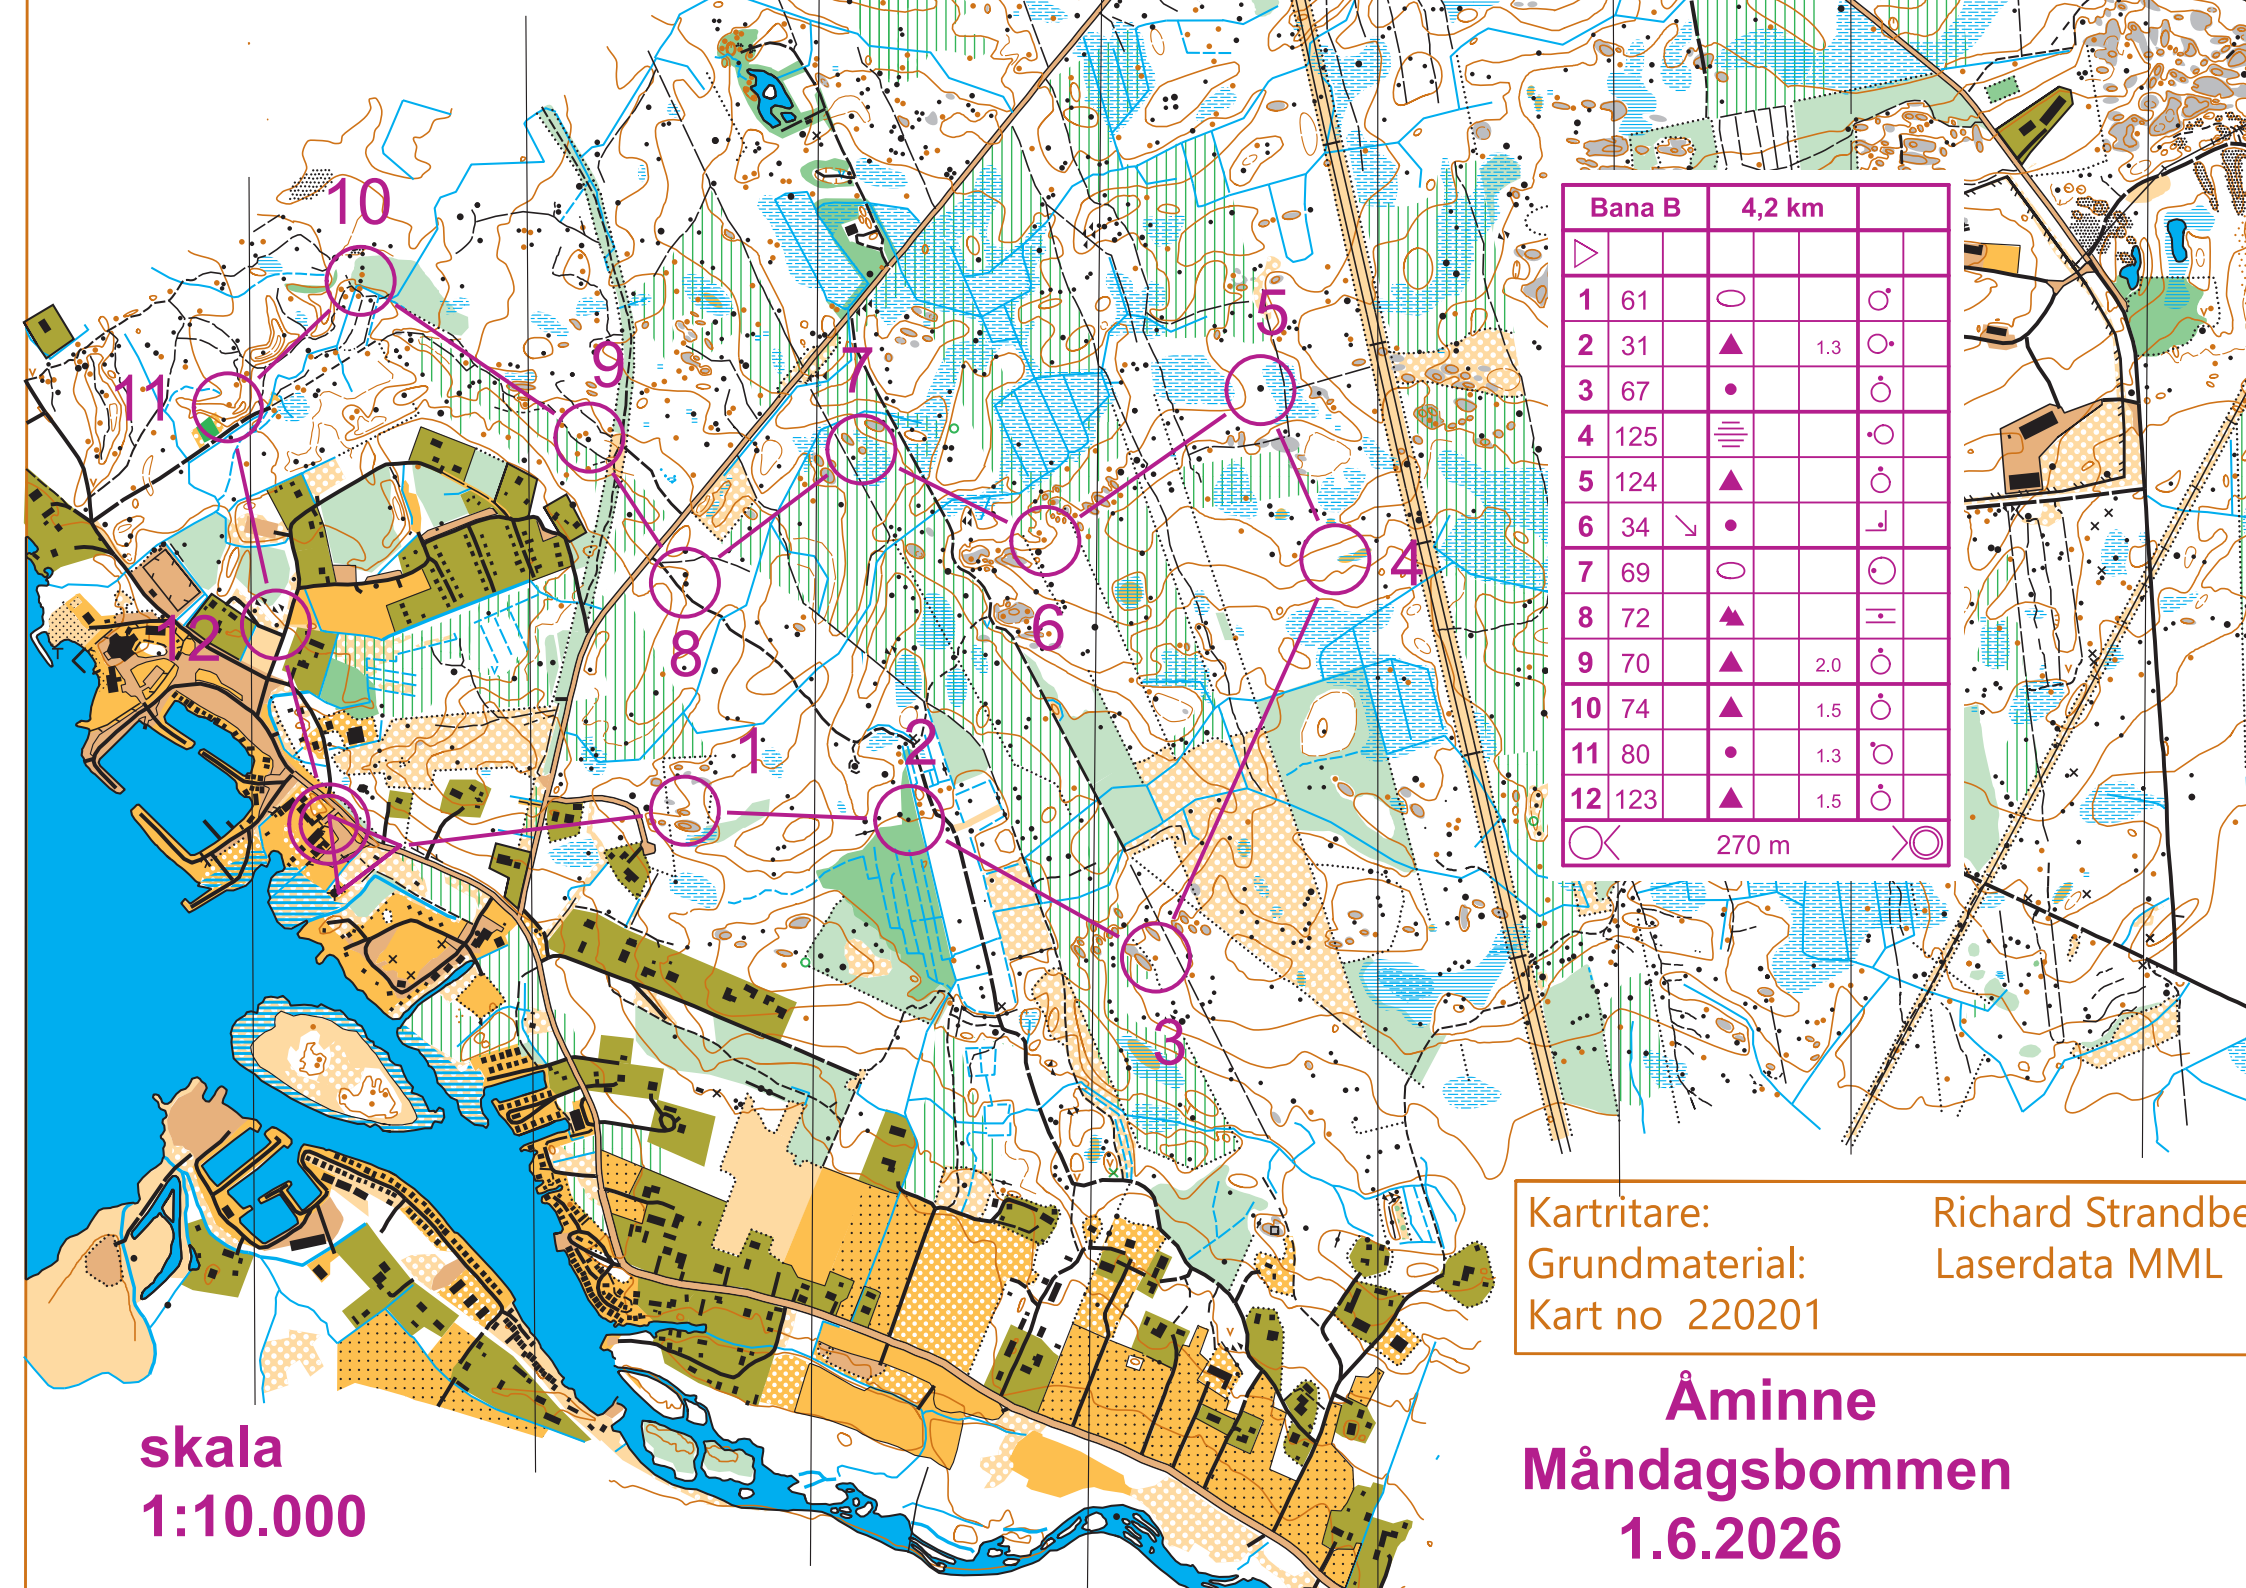 10
11
9
7
5
12
8
6
4
1
2
3
Bana B 4,2 km
1 61
2 31 1.3
3 67
4 125
5 124
6 34
7 69
8 72
9 70 2.0
10 74 1.5
11 80 1.3
12 123 1.5
270 m
Kartritare: Richard Strandbe
Grundmaterial: Laserdata MML
Kart no 220201
Åminne
Måndagsbommen
1.6.2026
skala
1:10.000